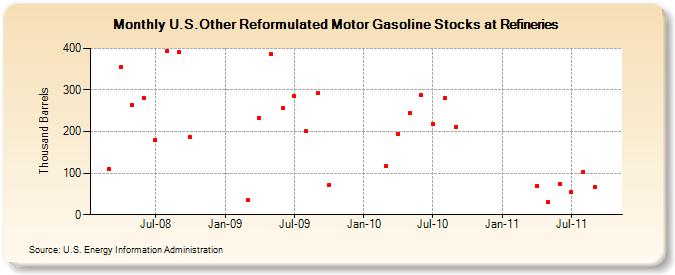 Monthly U.S. Other Reformulated Motor Gasoline Stocks at Refineries
Thousand Barrels
400
300
200
100
0
Jul-08 Jan-09 Jul-09 Jan-10 Jul-10 Jan-11 Jul-11
Source: U.S. Energy Information Administration